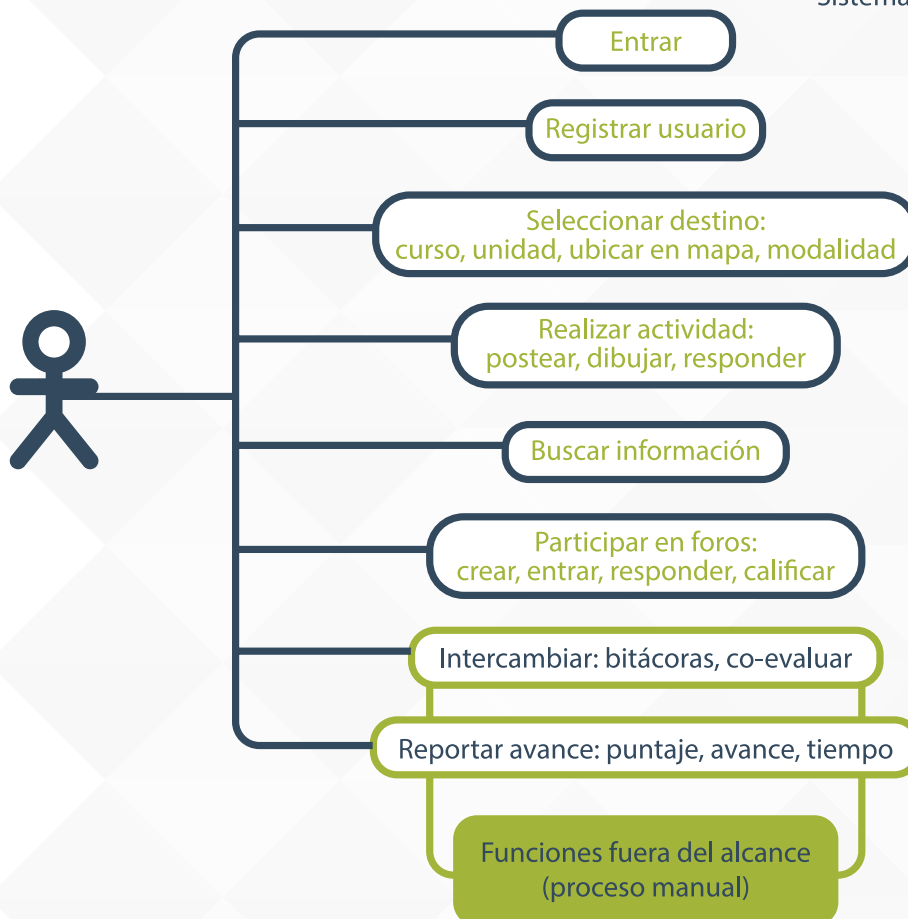 Sistema
Entrar
Registrar usuario
Seleccionar destino:
curso, unidad, ubicar en mapa, modalidad
Realizar actividad:
postear, dibujar, responder
Buscar información
Participar en foros:
crear, entrar, responder, calificar
Intercambiar: bitácoras, co-evaluar
Reportar avance: puntaje, avance, tiempo
Funciones fuera del alcance
(proceso manual)